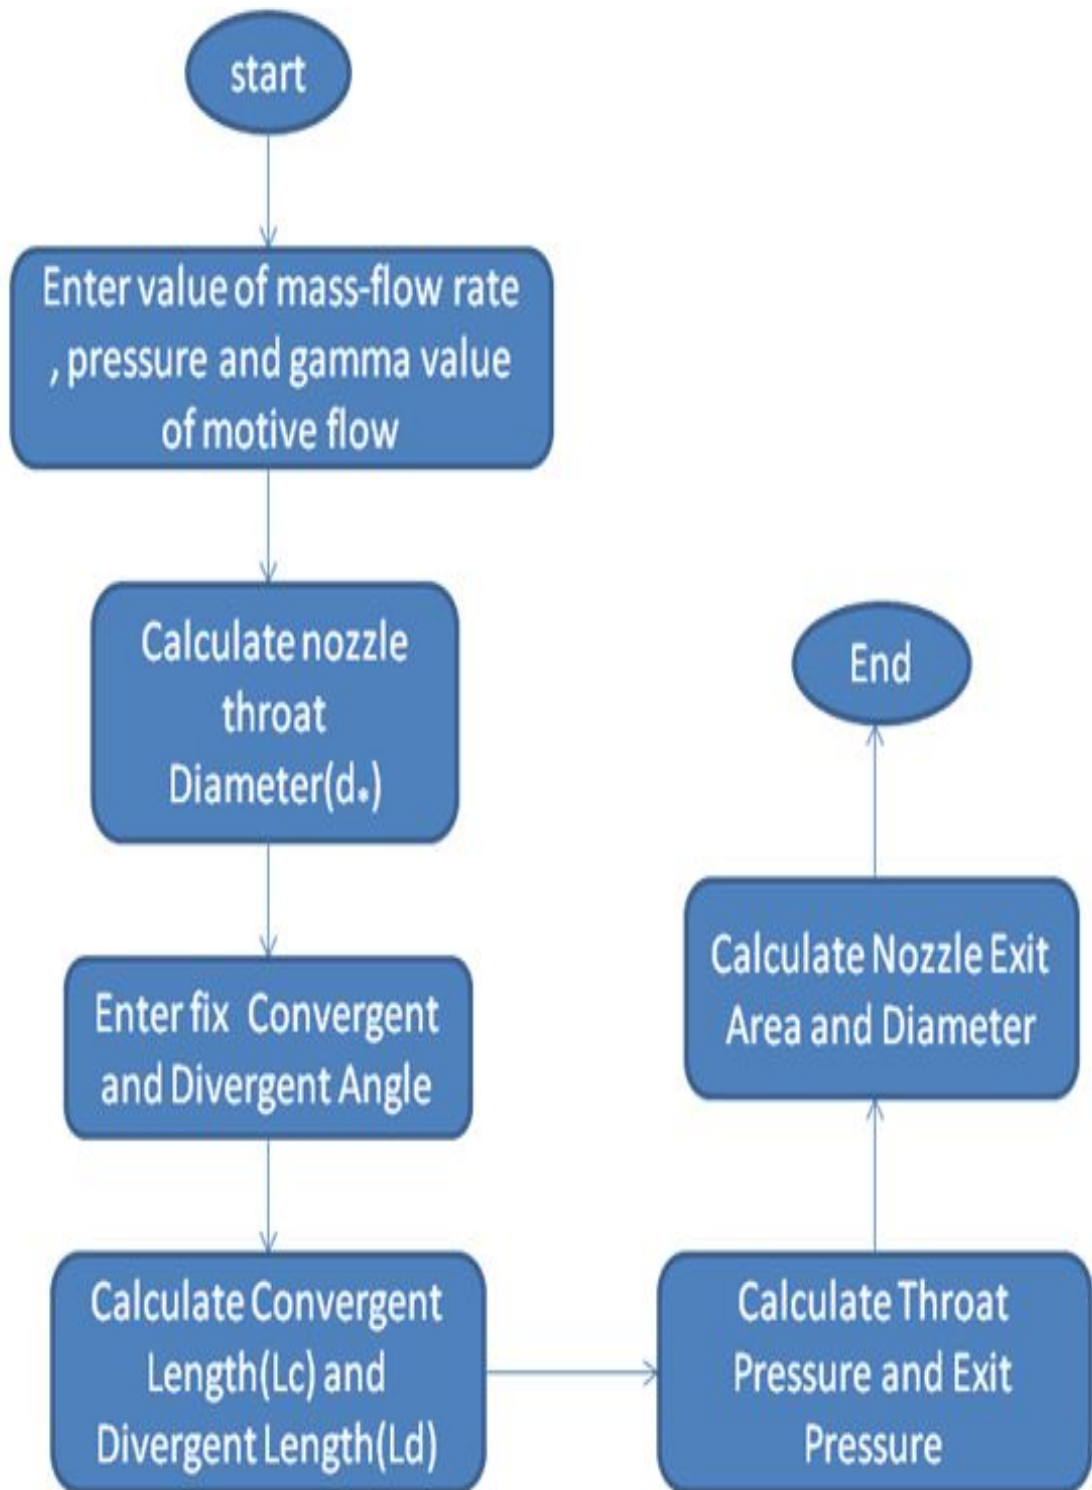 start
Enter value of mass-flow rate
, pressure and gamma value
of motive flow
Calculate nozzle
throat
Diameter(d*)
Enter fix Convergent
and Divergent Angle
Calculate Convergent
Length(Lc) and
Divergent Length(Ld)
Calculate Throat
Pressure and Exit
Pressure
Calculate Nozzle Exit
Area and Diameter
End